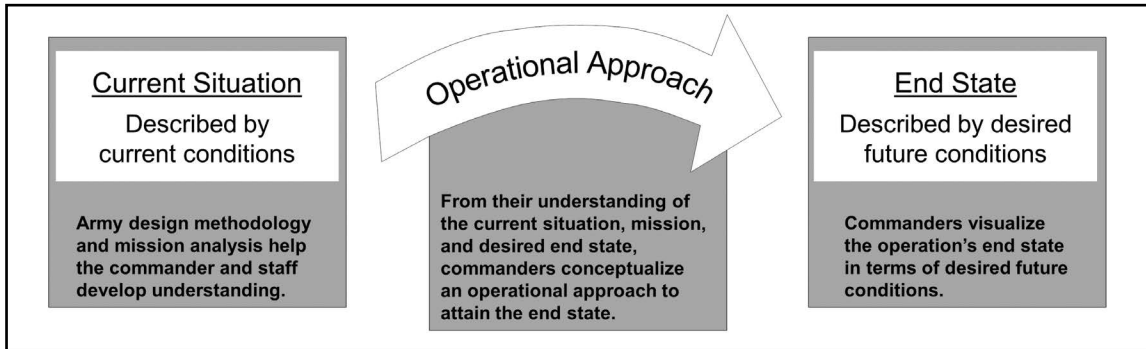 Current Situation
Described by
current conditions
Army design methodology
and mission analysis help
the commander and staff
develop understanding.
Operational Approach
From their understanding of
the current situation, mission,
and desired end state,
commanders conceptualize
an operational approach to
attain the end state.
End State
Described by desired
future conditions
Commanders visualize
the operation’s end state
in terms of desired future
conditions.